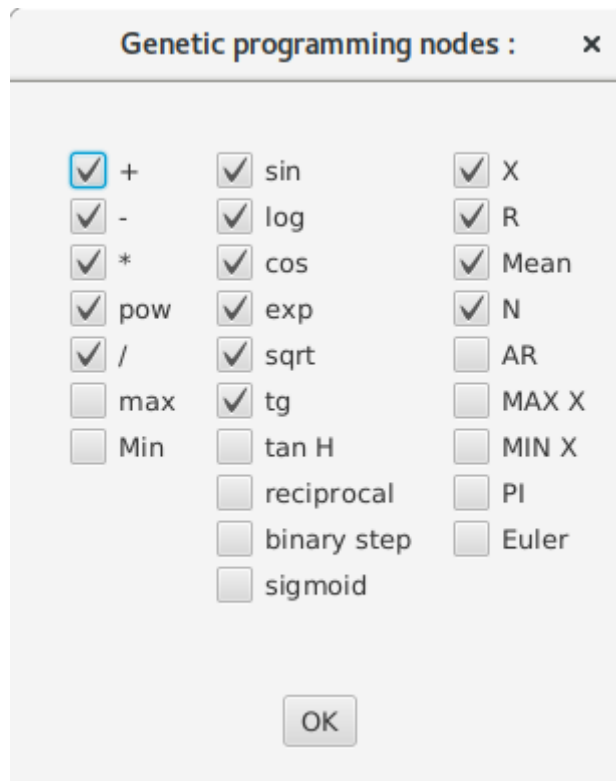 Genetic programming nodes : ×
+ sin X
- log R
* cos Mean
pow exp N
/ sqrt AR
max tg MAX X
Min tan H MIN X
reciprocal PI
binary step Euler
sigmoid
OK